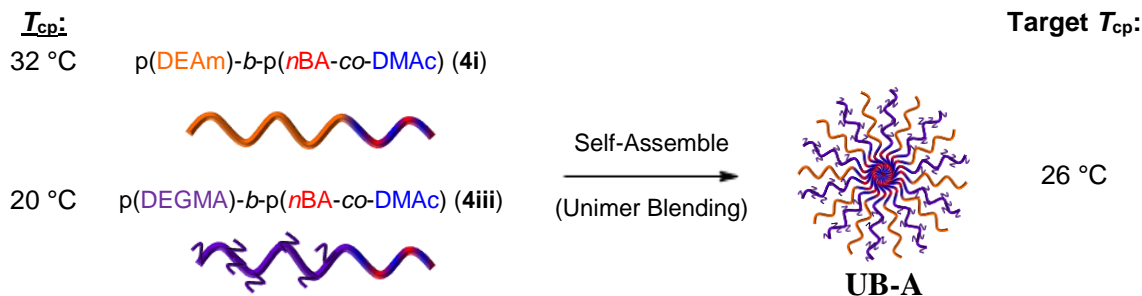 Tcp:
Target Tcp:
32 °C
p(DEAm)-b-p(nBA-co-DMAc) (4i)
Self-Assemble
(Unimer Blending)
20 °C
p(DEGMA)-b-p(nBA-co-DMAc) (4iii)
26 °C
UB-A